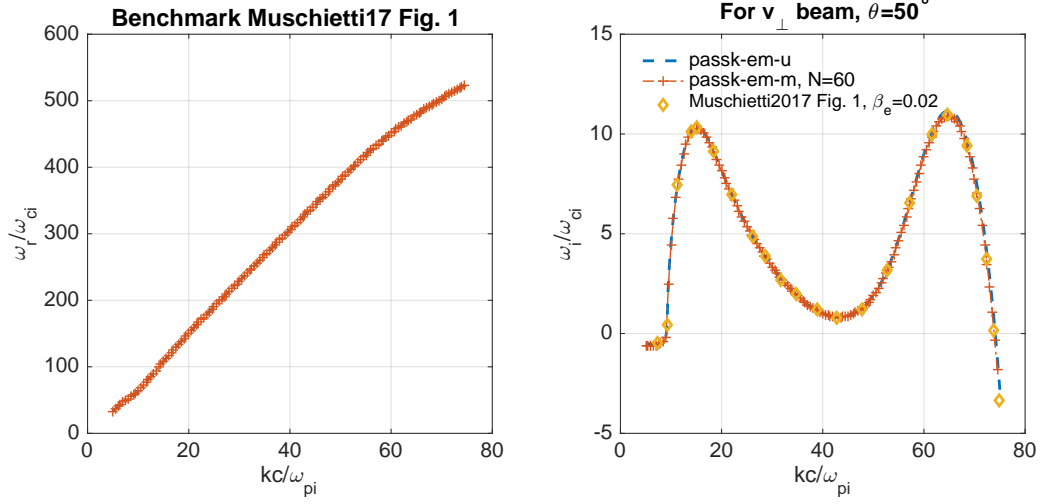 Benchmark Muschietti17 Fig. 1
600
500
400
300
200
100
0
0 20 40 60 80
ω_r/ω_ci
kc/ω_pi
For v_⊥ beam, θ=50°
passk-em-u
passk-em-m, N=60
Muschietti2017 Fig. 1, β_e=0.02
15
10
5
0
-5
0 20 40 60 80
ω_i/ω_ci
kc/ω_pi